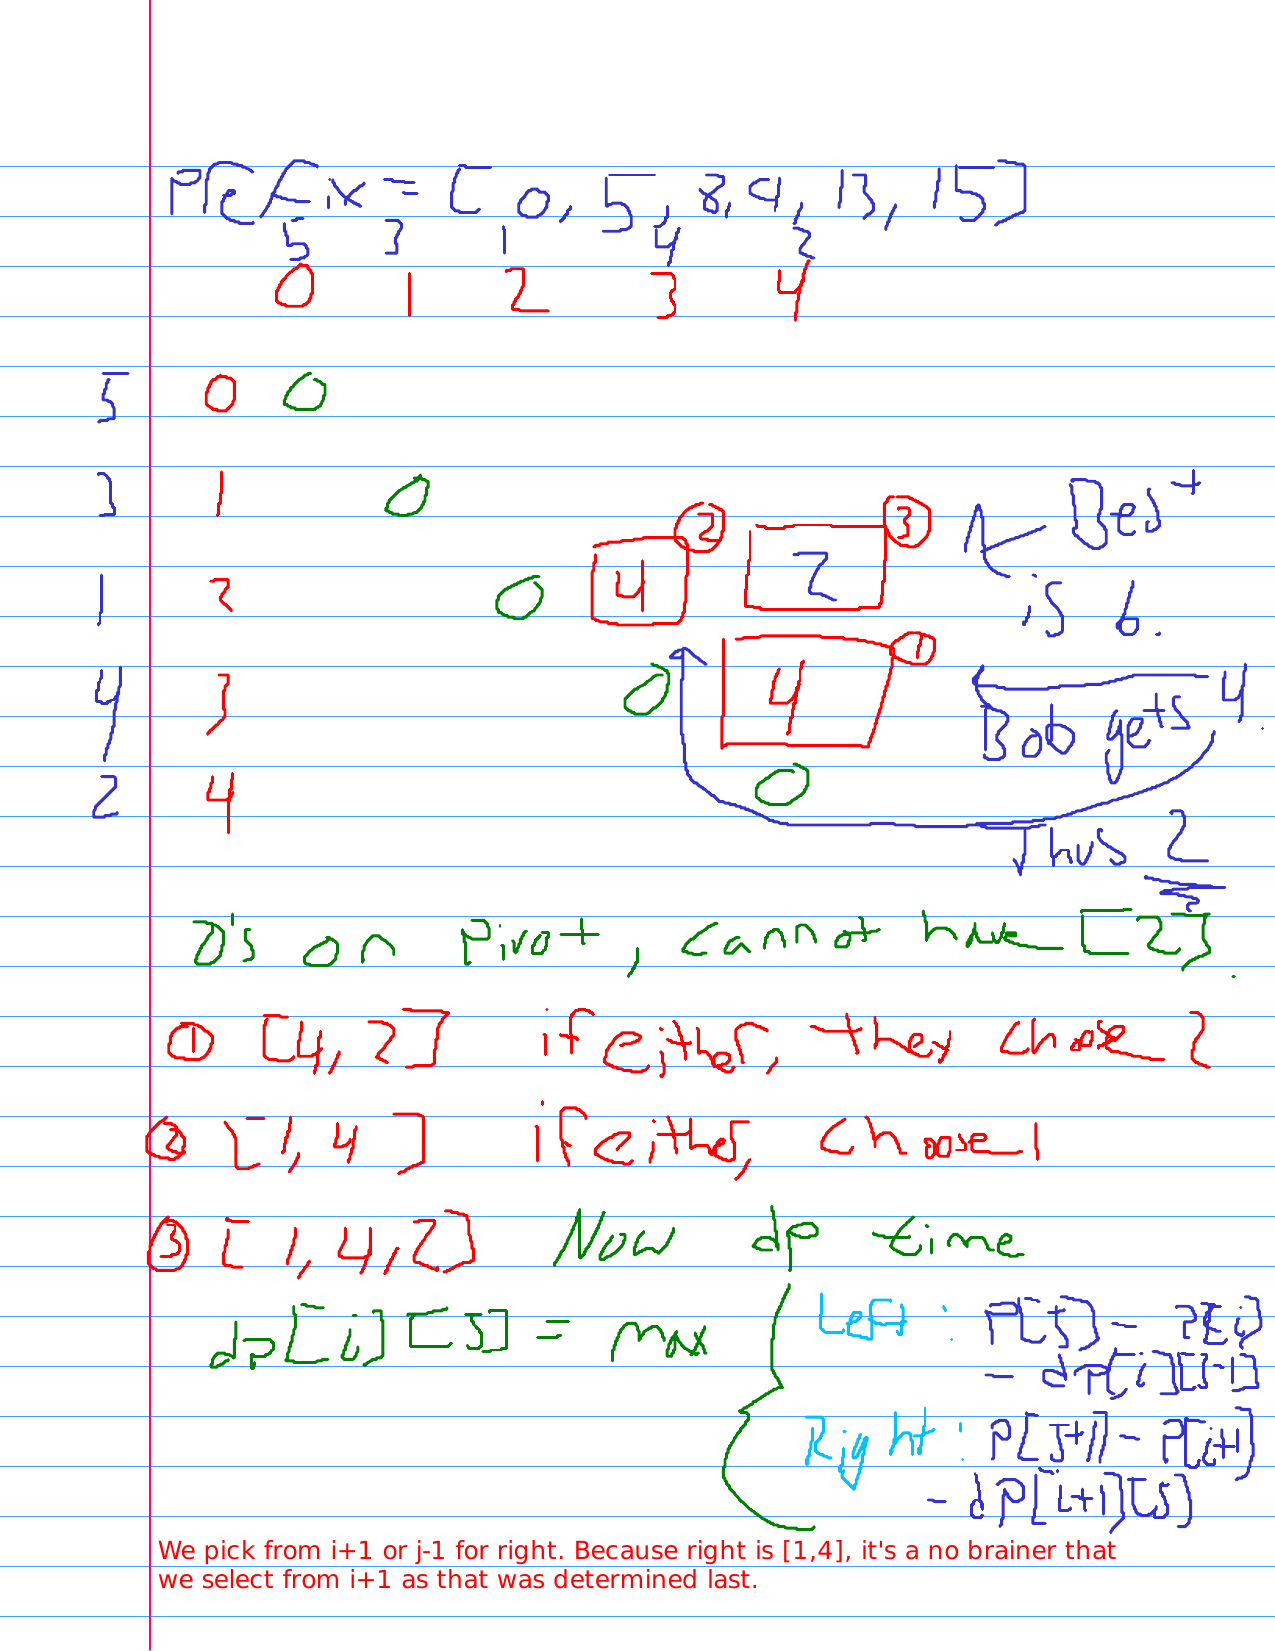 Prefix = [0, 5, 8, 9, 13, 15]
5 3 1 4 2
0 1 2 3 4
5 0 0
3 1 0
② ③ Best
1 2 0 4 2 is 6.
①
4 3 0 4 4.
Bob gets
2 4 0
Thus 2
0's on pivot, cannot have [2].
① [4, 2] if either, they choose 2
② [1, 4] if either, choose 1
③ [1, 4, 2] Now dp time
dp[i][j] = max Left: P[j] - P[i]
- dp[i][j-1]
Right: P[j+1] - P[i+1]
- dp[i+1][j]
We pick from i+1 or j-1 for right. Because right is [1,4], it's a no brainer that
we select from i+1 as that was determined last.